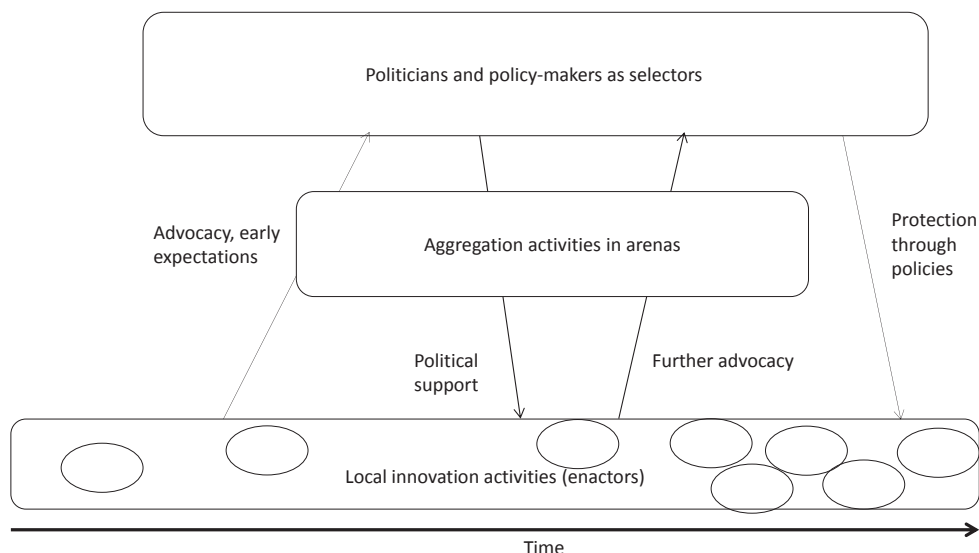 Politicians and policy-makers as selectors
Advocacy, early
expectations
Aggregation activities in arenas
Protection
through
policies
Political
support
Further advocacy
Local innovation activities (enactors)
Time